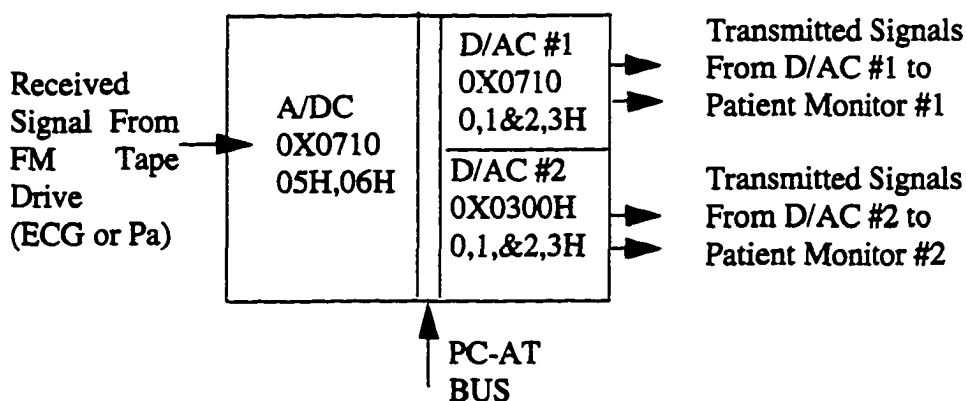 Received
Signal From
FM Tape
Drive
(ECG or Pa)
A/DC
0X0710
05H,06H
D/AC #1
0X0710
0,1&2,3H
D/AC #2
0X0300H
0,1,&2,3H
Transmitted Signals
From D/AC #1 to
Patient Monitor #1
Transmitted Signals
From D/AC #2 to
Patient Monitor #2
PC-AT
BUS